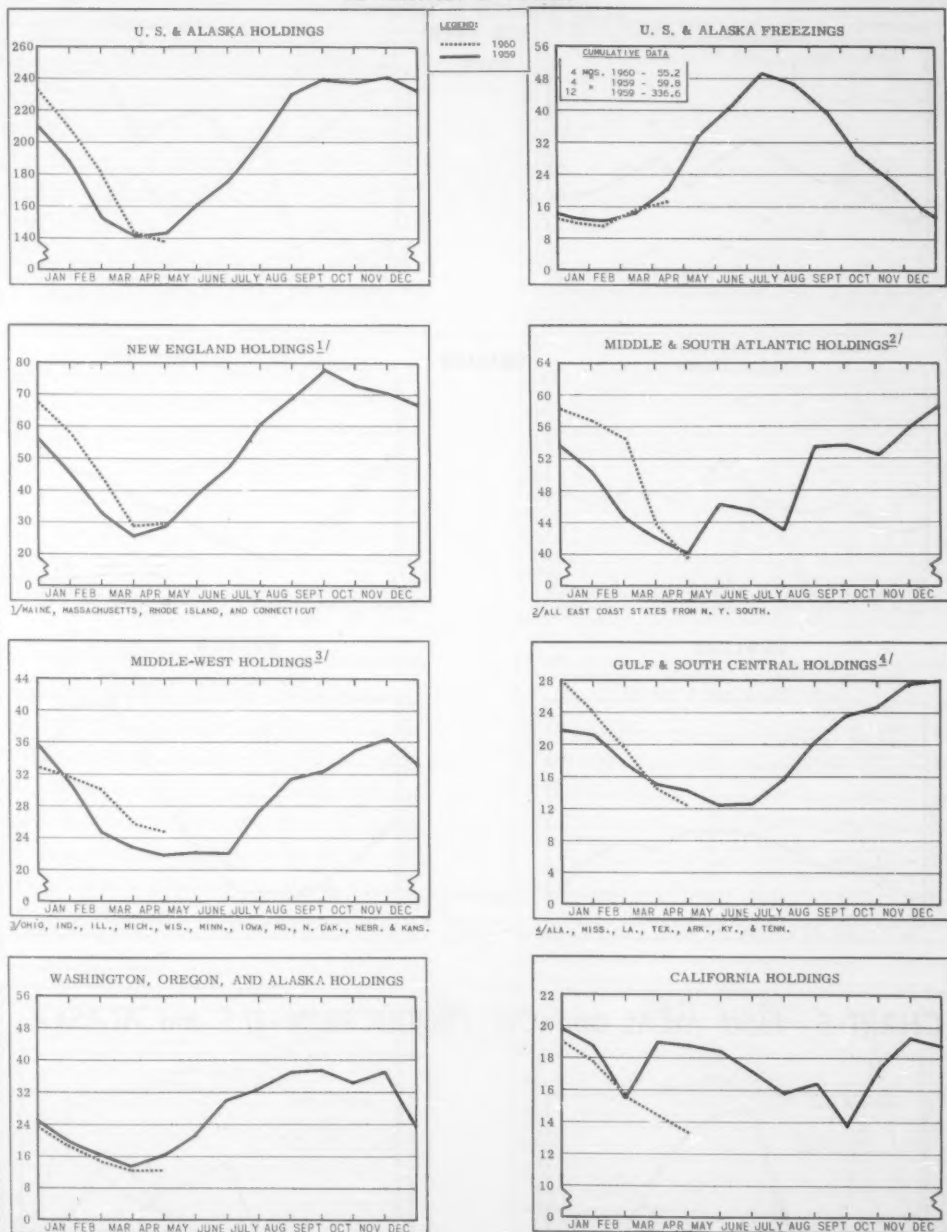 LEGEND:
1960
1959
U. S. & ALASKA HOLDINGS
260
240
220
200
180
160
140
0
JAN FEB MAR APR MAY JUNE JULY AUG SEPT OCT NOV DEC
U. S. & ALASKA FREEZINGS
CUMULATIVE DATA
4 MOS. 1960 - 55.2
4 " 1959 - 59.8
12 " 1959 - 336.6
56
48
40
32
24
16
8
0
JAN FEB MAR APR MAY JUNE JULY AUG SEPT OCT NOV DEC
NEW ENGLAND HOLDINGS 1/
80
70
60
50
40
30
20
0
JAN FEB MAR APR MAY JUNE JULY AUG SEPT OCT NOV DEC
1/MAINE, MASSACHUSETTS, RHODE ISLAND, AND CONNECTICUT
MIDDLE & SOUTH ATLANTIC HOLDINGS 2/
64
60
56
52
48
44
40
0
JAN FEB MAR APR MAY JUNE JULY AUG SEPT OCT NOV DEC
2/ALL EAST COAST STATES FROM N. Y. SOUTH.
MIDDLE-WEST HOLDINGS 3/
44
40
36
32
28
24
20
0
JAN FEB MAR APR MAY JUNE JULY AUG SEPT OCT NOV DEC
3/OHIO, IND., ILL., MICH., WIS., MINN., IOWA, MO., N. DAK., NEBR. & KANS.
GULF & SOUTH CENTRAL HOLDINGS 4/
28
24
20
16
12
8
4
0
JAN FEB MAR APR MAY JUNE JULY AUG SEPT OCT NOV DEC
4/ALA., MISS., LA., TEX., ARK., KY., & TENN.
WASHINGTON, OREGON, AND ALASKA HOLDINGS
56
48
40
32
24
16
8
0
JAN FEB MAR APR MAY JUNE JULY AUG SEPT OCT NOV DEC
CALIFORNIA HOLDINGS
22
20
18
16
14
12
10
0
JAN FEB MAR APR MAY JUNE JULY AUG SEPT OCT NOV DEC